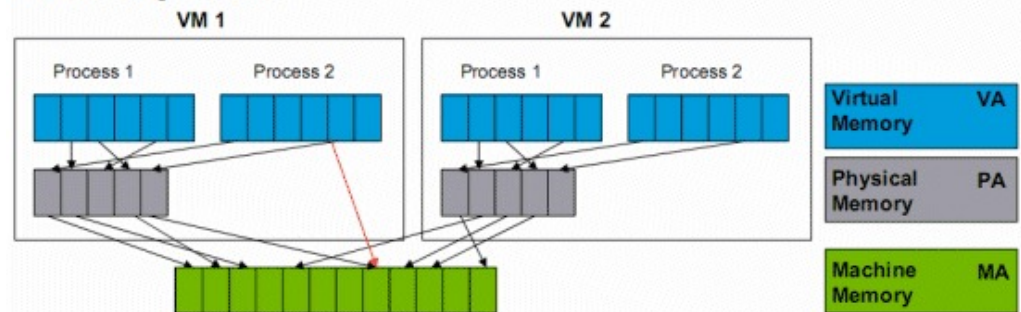 VM 1
VM 2
Process 1
Process 2
Process 1
Process 2
Virtual VA
Memory
Physical PA
Memory
Machine MA
Memory